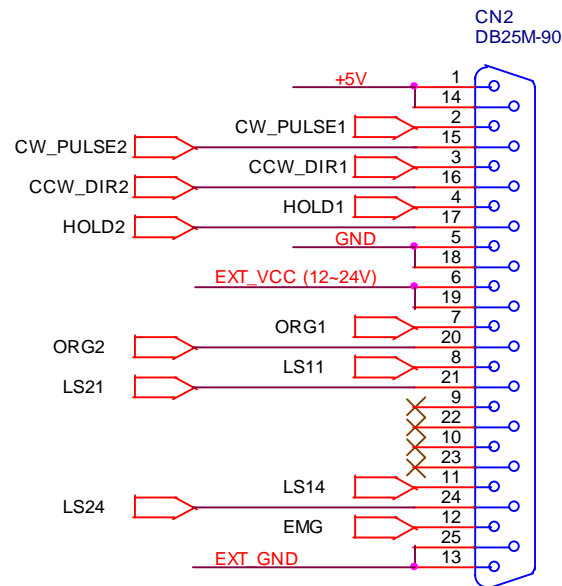 CN2
DB25M-90
+5V 1
14
CW_PULSE1 2
CW_PULSE2 15
CCW_DIR1 3
CCW_DIR2 16
HOLD1 4
HOLD2 17
GND 5
18
EXT_VCC (12~24V) 6
19
ORG1 7
ORG2 20
LS11 8
LS21 21
9
22
10
23
LS14 11
LS24 24
EMG 12
25
EXT_GND 13